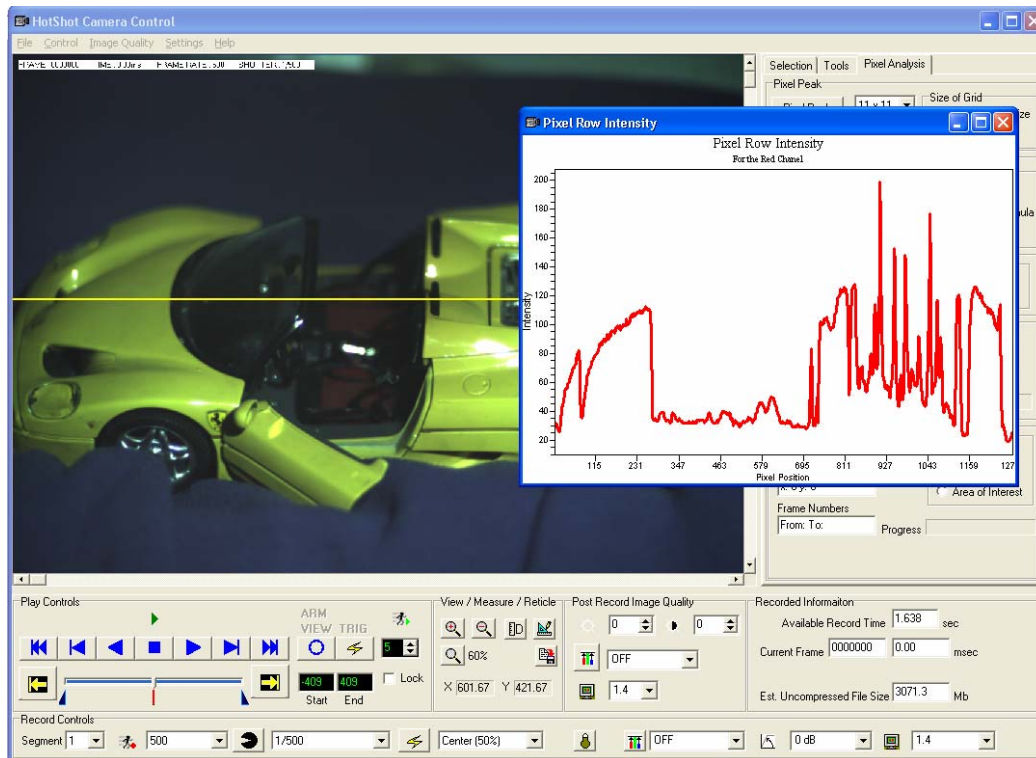 HotShot Camera Control
File Control Image Quality Settings Help
Selection Tools Pixel Analysis
Pixel Peak
11 x 11
Size of Grid
Pixel Row Intensity
Pixel Row Intensity
For the Red Chanel
200
180
160
140
120
100
80
60
40
20
Intensity
115 231 347 463 579 695 811 927 1043 1159 127
Pixel Position
Area of Interest
Frame Numbers
From: To:
Progress
Play Controls
ARM
VIEW TRIG
5
Lock
-409 409
Start End
View / Measure / Reticle
60%
X 601.67 Y 421.67
Post Record Image Quality
0 0
OFF
1.4
Recorded Informaiton
Available Record Time 1.638 sec
Current Frame 0000000 0.00 msec
Est. Uncompressed File Size 3071.3 Mb
Record Controls
Segment 1 500 1/500 Center (50%) OFF 0 dB 1.4